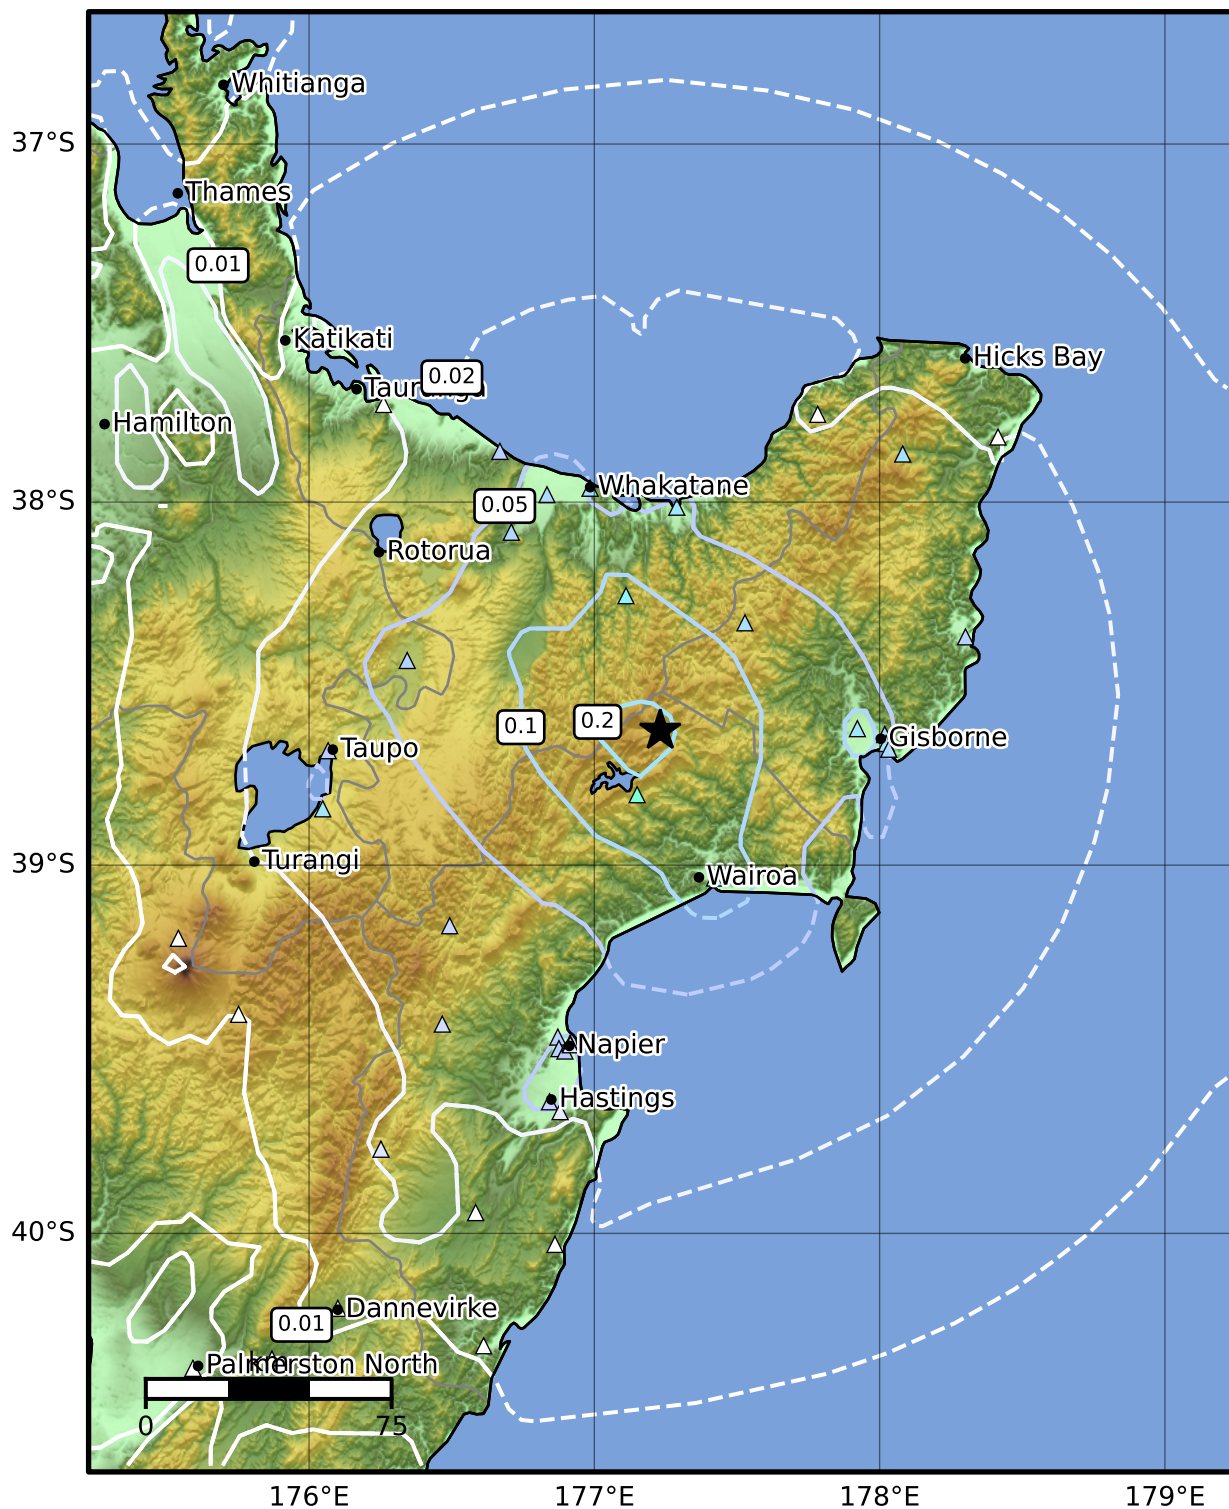 Whitianga
37°S
Thames
0.01
Katikati
Hicks Bay
0.02
Tauranga
Hamilton
Whakatane
38°S
0.05
Rotorua
0.1
0.2
Gisborne
Taupo
Turangi
39°S
Wairoa
Napier
Hastings
40°S
Dannevirke
0.01
km
Palmerston North
0
75
176°E
177°E
178°E
179°E